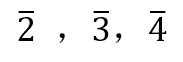 2̅ , 3̅, 4̅